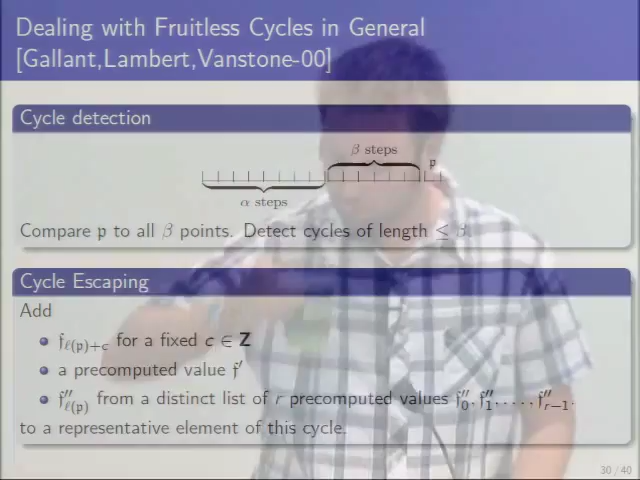 Dealing with Fruitless Cycles in General
[Gallant,Lambert,Vanstone-00]
Cycle detection
β steps
𝔭
α steps
Compare 𝔭 to all β points. Detect cycles of length ≤ β.
Cycle Escaping
Add
• 𝔣ℓ(𝔭)+c for a fixed c ∈ Z
• a precomputed value 𝔣′
• 𝔣″ℓ(𝔭) from a distinct list of r precomputed values 𝔣″0, 𝔣″1, . . . , 𝔣″r−1.
to a representative element of this cycle.
30 / 40